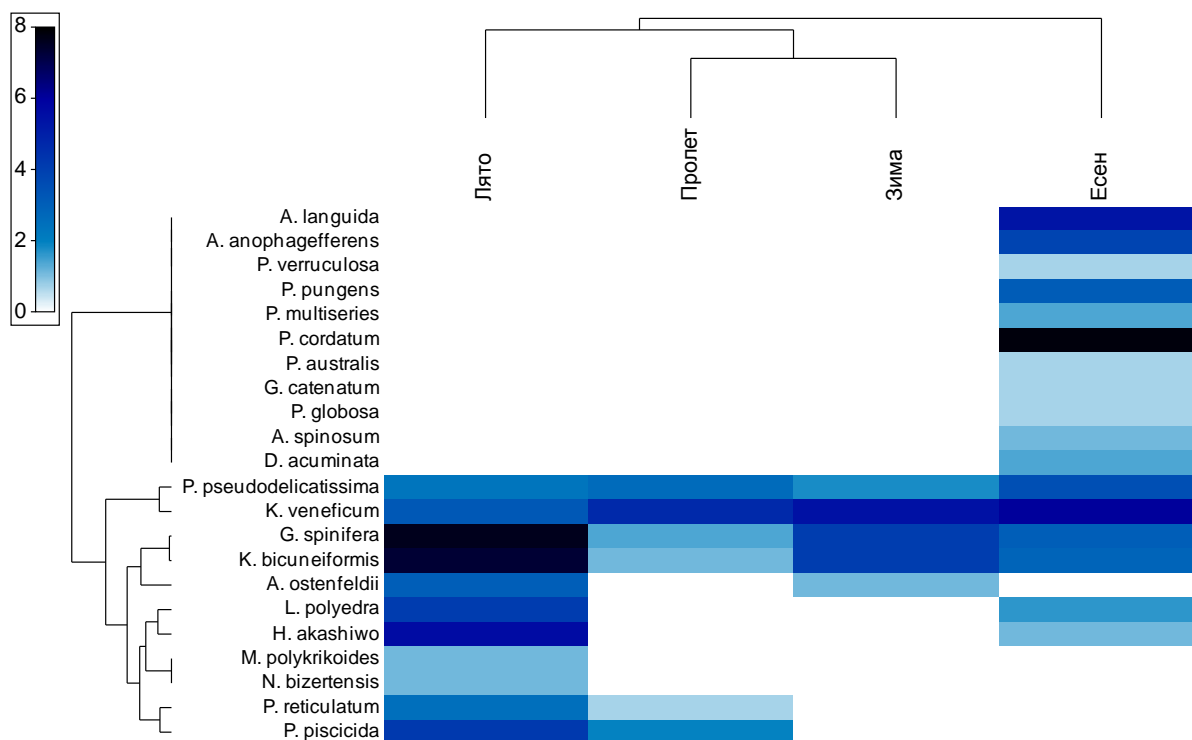 8
6
4
2
0
Лято
Пролет
Зима
Есен
A. languida
A. anophagefferens
P. verruculosa
P. pungens
P. multiseries
P. cordatum
P. australis
G. catenatum
P. globosa
A. spinosum
D. acuminata
P. pseudodelicatissima
K. veneficum
G. spinifera
K. bicuneiformis
A. ostenfeldii
L. polyedra
H. akashiwo
M. polykrikoides
N. bizertensis
P. reticulatum
P. piscicida